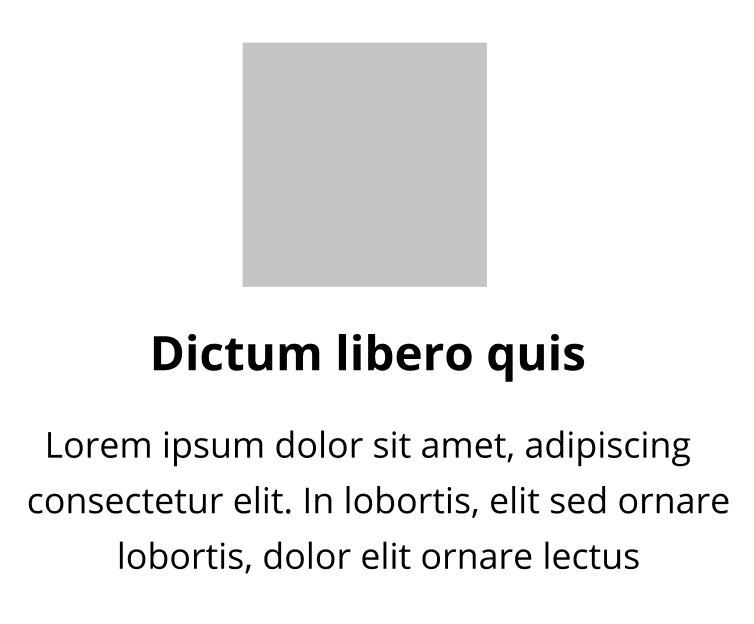 Dictum libero quis
Lorem ipsum dolor sit amet, adipiscing
consectetur elit. In lobortis, elit sed ornare
lobortis, dolor elit ornare lectus